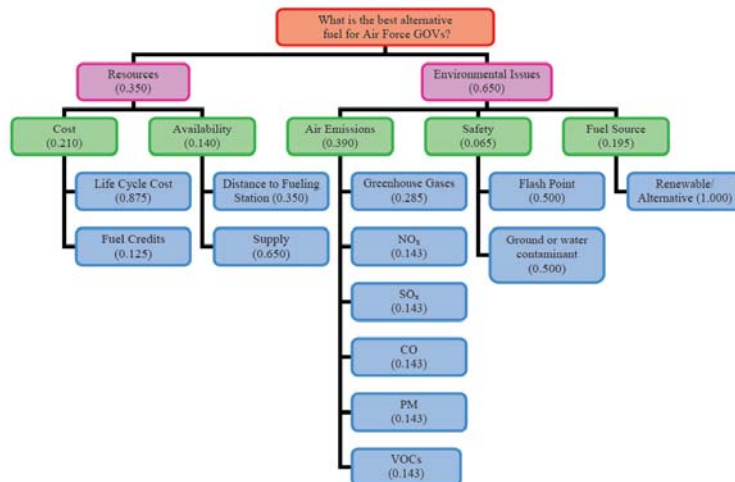 What is the best alternative
fuel for Air Force GOVs?
Resources
(0.350)
Environmental Issues
(0.650)
Cost
(0.210)
Availability
(0.140)
Air Emissions
(0.390)
Safety
(0.065)
Fuel Source
(0.195)
Life Cycle Cost
(0.875)
Fuel Credits
(0.125)
Distance to Fueling
Station (0.350)
Supply
(0.650)
Greenhouse Gases
(0.285)
NOₓ
(0.143)
SOₓ
(0.143)
CO
(0.143)
PM
(0.143)
VOCs
(0.143)
Flash Point
(0.500)
Ground or water
contaminant
(0.500)
Renewable/
Alternative (1.000)